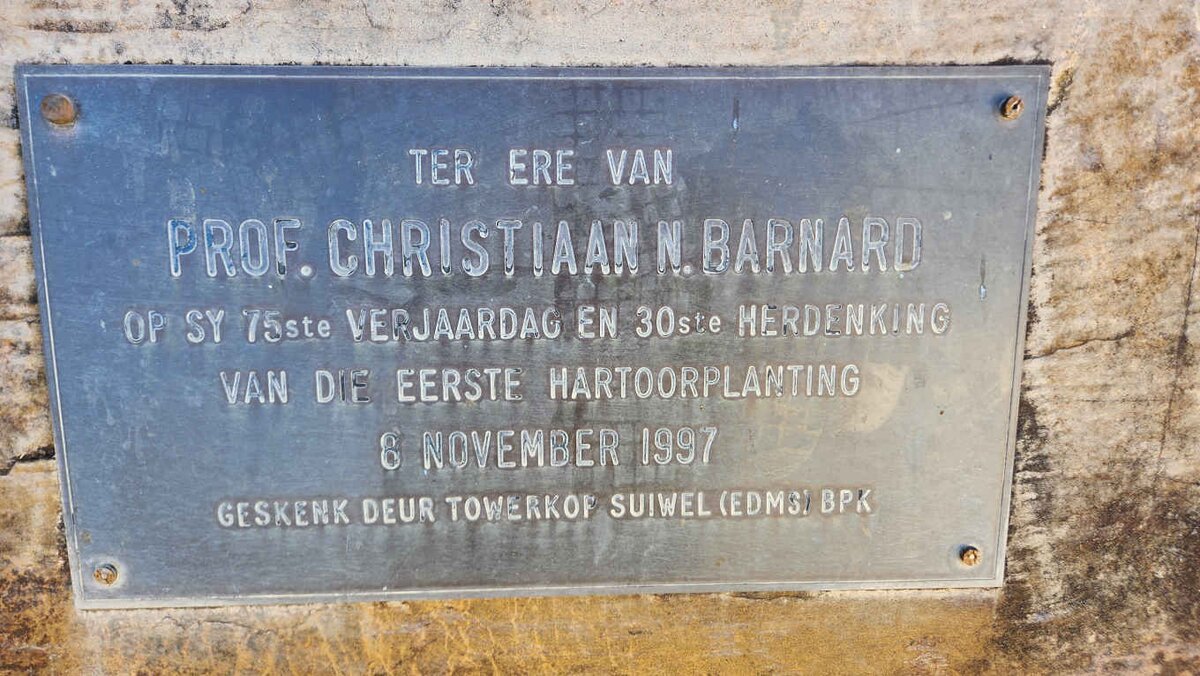 TER ERE VAN
PROF. CHRISTIAAN N. BARNARD
OP SY 75ste VERJAARDAG EN 30ste HERDENKING
VAN DIE EERSTE HARTOORPLANTING
8 NOVEMBER 1997
GESKENK DEUR TOWERKOP SUIWEL (EDMS) BPK